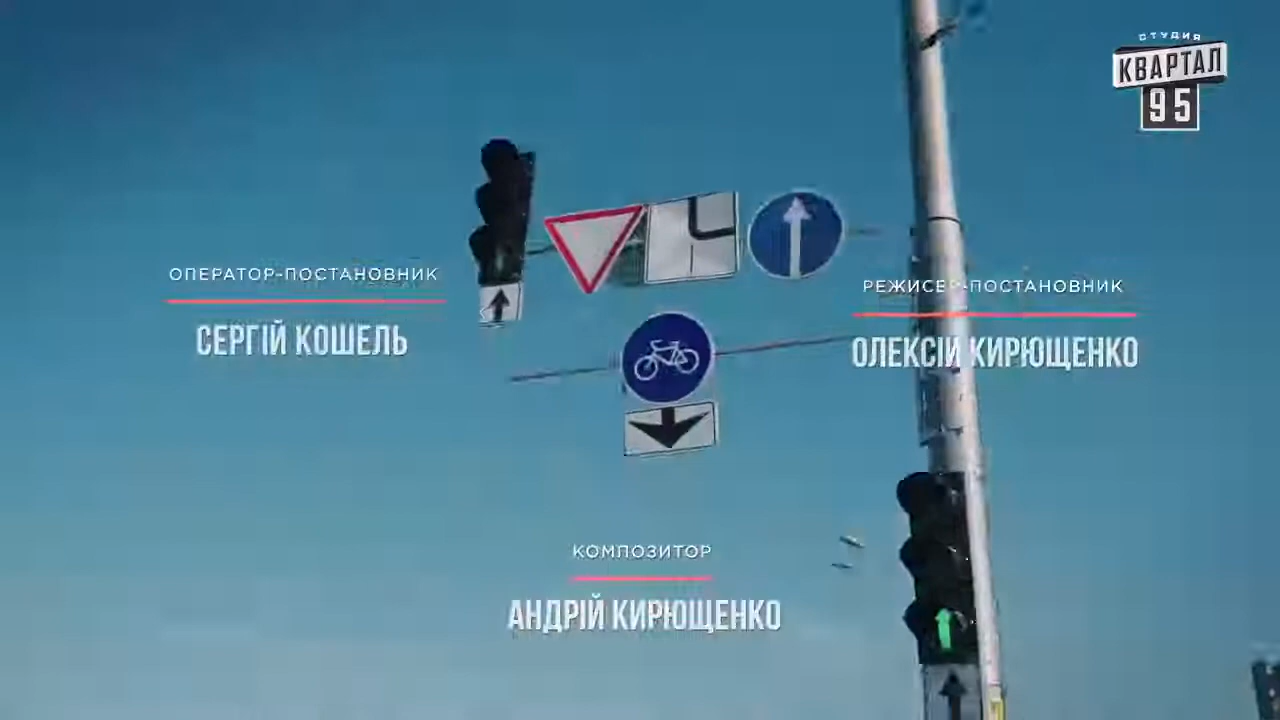 СТУДИЯ
КВАРТАЛ
95
ОПЕРАТОР-ПОСТАНОВНИК
СЕРГІЙ КОШЕЛЬ
РЕЖИСЕР-ПОСТАНОВНИК
ОЛЕКСІЙ КИРЮЩЕНКО
КОМПОЗИТОР
АНДРІЙ КИРЮЩЕНКО